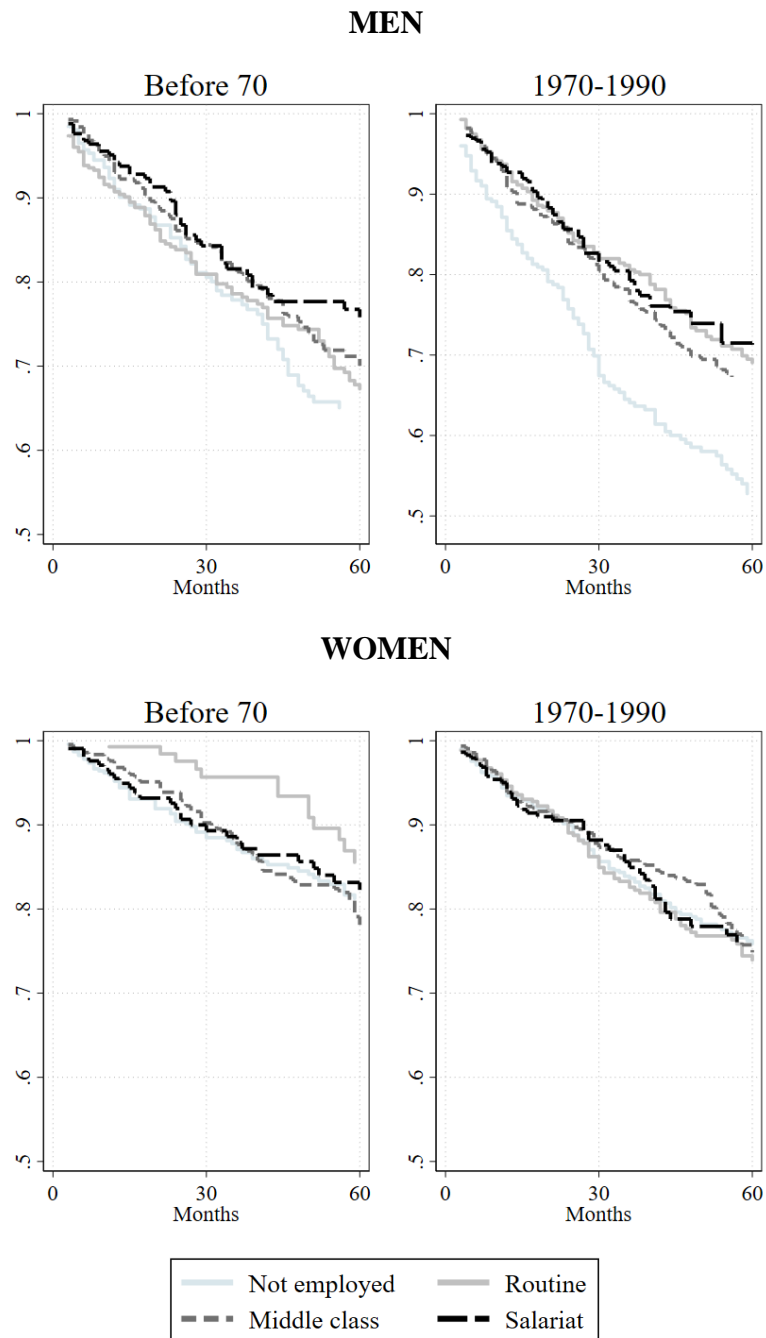 MEN
Before 70
1970-1990
1
.9
.8
.7
.6
.5
0 30 60
Months
1
.9
.8
.7
.6
.5
0 30 60
Months
WOMEN
Before 70
1970-1990
1
.9
.8
.7
.6
.5
0 30 60
Months
1
.9
.8
.7
.6
.5
0 30 60
Months
Not employed
Routine
Middle class
Salariat